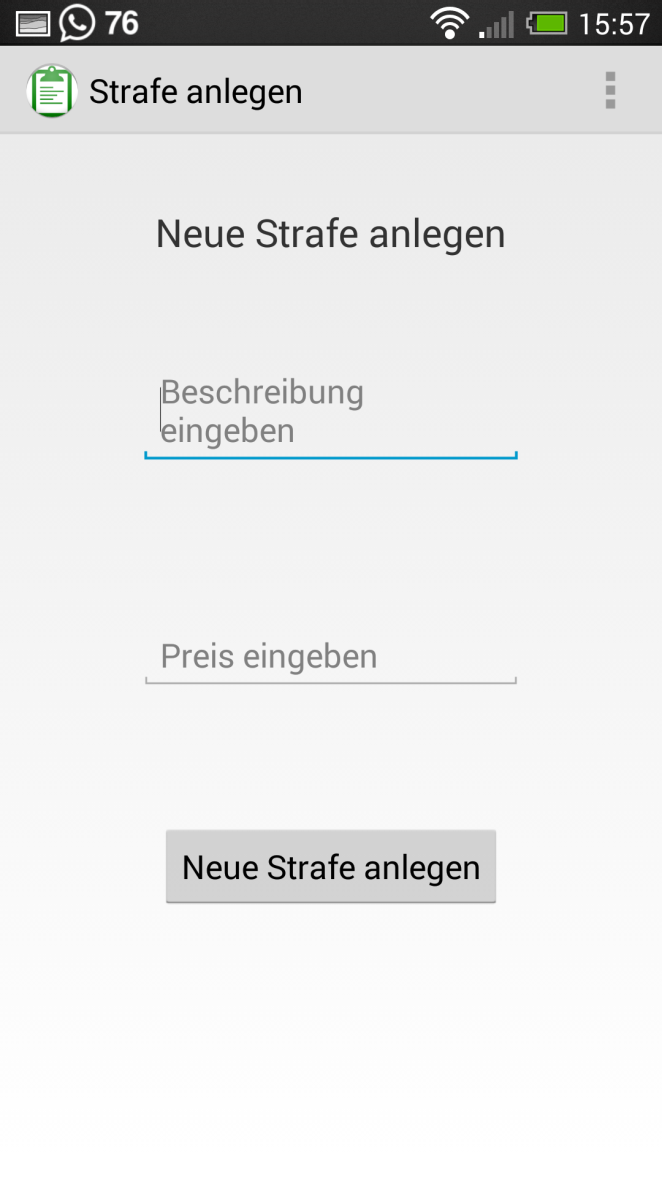 76 15:57
Strafe anlegen
Neue Strafe anlegen
Beschreibung
eingeben
Preis eingeben
Neue Strafe anlegen